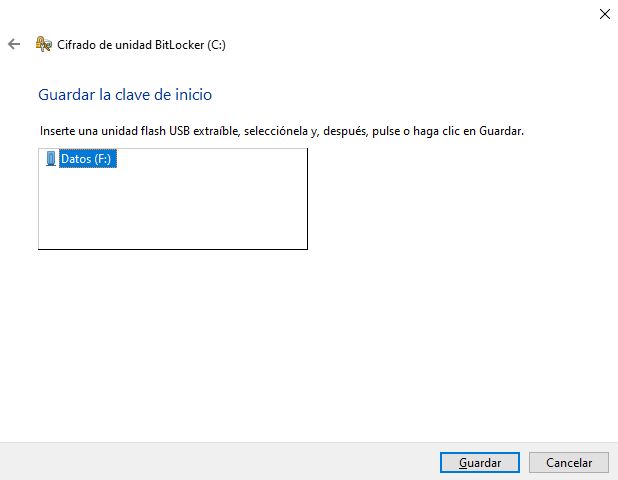 Cifrado de unidad BitLocker (C:)
Guardar la clave de inicio
Inserte una unidad flash USB extraíble, selecciónela y, después, pulse o haga clic en Guardar.
Datos (F:)
Guardar
Cancelar